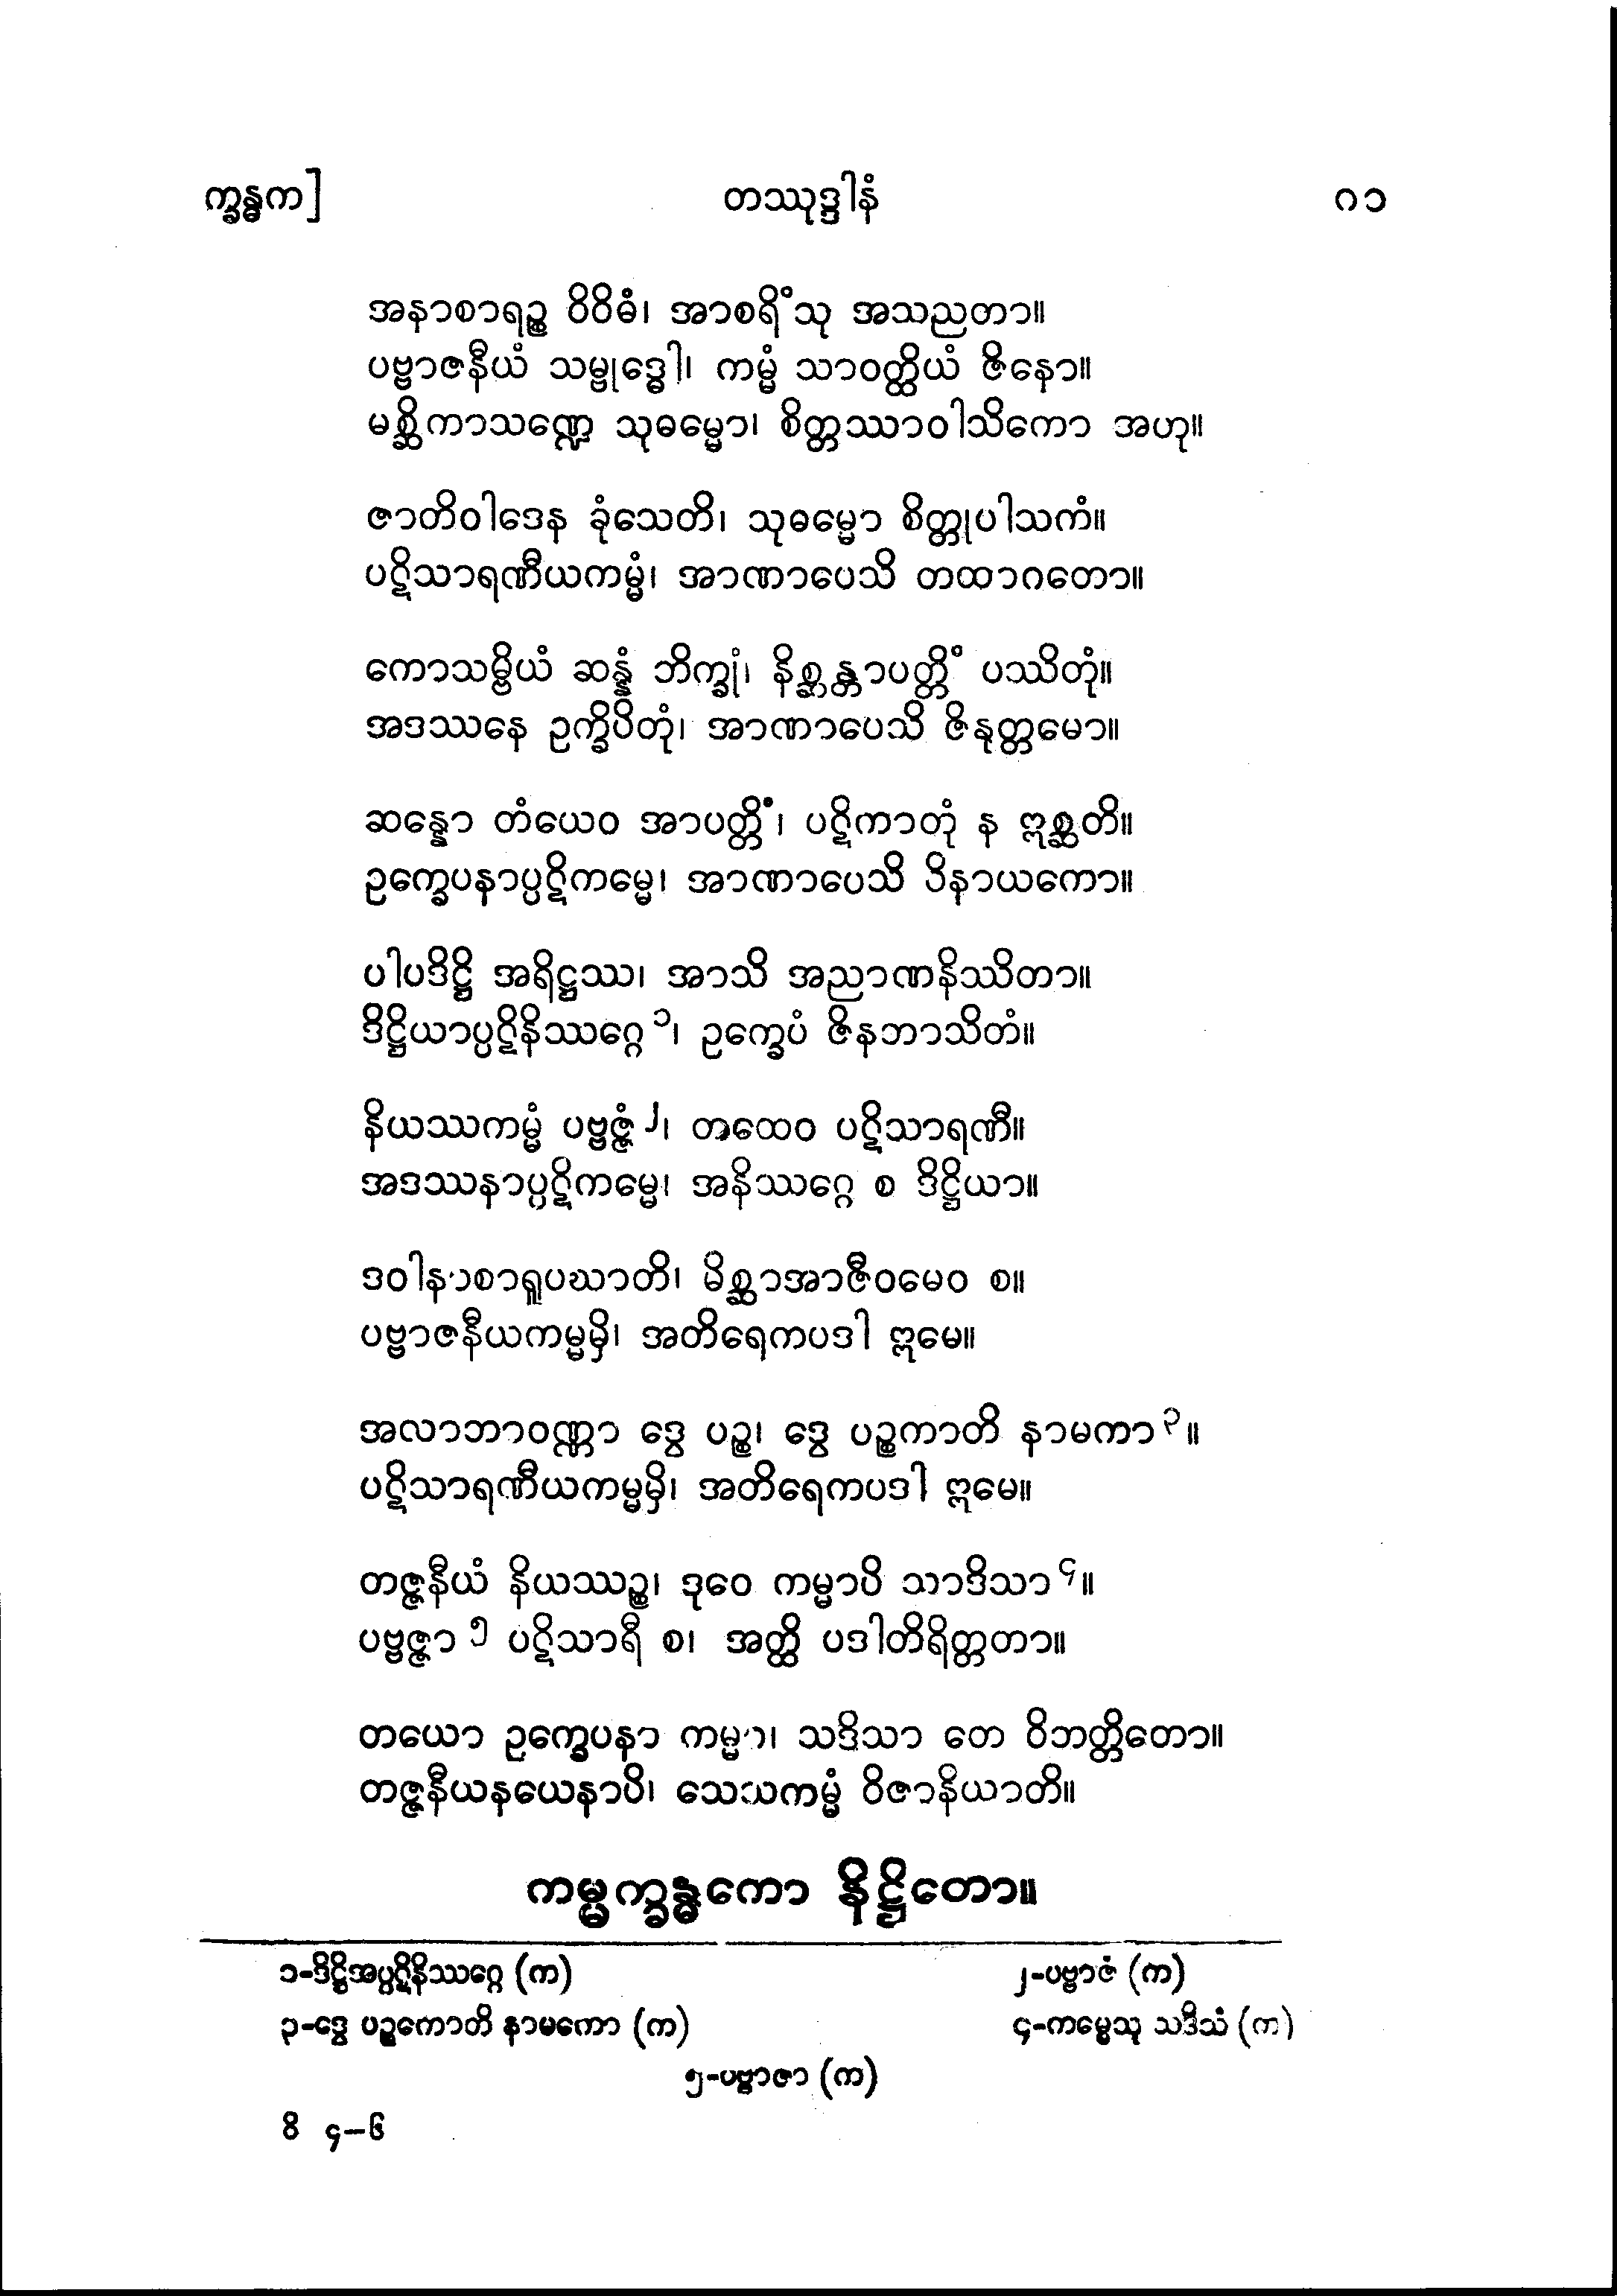 က္ခန္ဓက]
တဿုဒ္ဒါနံ
၈၁
အနာစာရဉ္စ ဝိဝိဓံ၊ အာစရိံသု အသညတာ။
ပဗ္ဗာဇနီယံ သမ္ဗုဒ္ဓေါ၊ ကမ္မံ သာဝတ္ထိယံ ဇိနော။
မစ္ဆိကာသဏ္ဍေ သုဓမ္မော၊ စိတ္တဿာဝါသိကော အဟု။
ဇာတိဝါဒေန ခုံသေတိ၊ သုဓမ္မော စိတ္တုပါသကံ။
ပဋိသာရဏီယကမ္မံ၊ အာဏာပေသိ တထာဂတော။
ကောသမ္ဗိယံ ဆန္နံ ဘိက္ခုံ၊ နိစ္ဆန္တာပတ္တိံ ပဿိတုံ။
အဒဿနေ ဥက္ခိပိတုံ၊ အာဏာပေသိ ဇိနုတ္တမော။
ဆန္နော တံယေဝ အာပတ္တိံ၊ ပဋိကာတုံ န ဣစ္ဆတိ။
ဥက္ခေပနာပ္ပဋိကမ္မေ၊ အာဏာပေသိ ဝိနာယကော။
ပါပဒိဋ္ဌိ အရိဋ္ဌဿ၊ အာသိ အညာဏနိဿိတာ။
ဒိဋ္ဌိယာပ္ပဋိနိဿဂ္ဂေ ၁၊ ဥက္ခေပံ ဇိနဘာသိတံ။
နိယဿကမ္မံ ပဗ္ဗဇ္ဇံ ၂၊ တထေဝ ပဋိသာရဏီ။
အဒဿနာပ္ပဋိကမ္မေ၊ အနိဿဂ္ဂေ စ ဒိဋ္ဌိယာ။
ဒဝါနာစာရူပဃာတိ၊ မိစ္ဆာအာဇီဝမေဝ စ။
ပဗ္ဗာဇနီယကမ္မမှိ၊ အတိရေကပဒါ ဣမေ။
အလာဘာဝဏ္ဏာ ဒွေ ပဉ္စ၊ ဒွေ ပဉ္စကာတိ နာမကာ ၃။
ပဋိသာရဏီယကမ္မမှိ၊ အတိရေကပဒါ ဣမေ။
တဇ္ဇနီယံ နိယဿဉ္စ၊ ဒုဝေ ကမ္မာပိ သာဒိသာ ၄။
ပဗ္ဗဇ္ဇာ ၅ ပဋိသာရီ စ၊ အတ္ထိ ပဒါတိရိတ္တတာ။
တယော ဥက္ခေပနာ ကမ္မာ၊ သဒိသာ တေ ဝိဘတ္တိတော။
တဇ္ဇနီယနယေနာပိ၊ သေသကမ္မံ ဝိဇာနိယာတိ။
ကမ္မက္ခန္ဓကော နိဋ္ဌိတော။
၁-ဒိဋ္ဌိအပ္ပဋိနိဿဂ္ဂေ (က)
၂-ပဗ္ဗာဇံ (က)
၃-ဒွေ ပဉ္စကောတိ နာမကော (က)
၄-ကမ္မေသု သဒိသံ (က)
၅-ပဗ္ဗာဇာ (က)
ဝိ ၄-၆